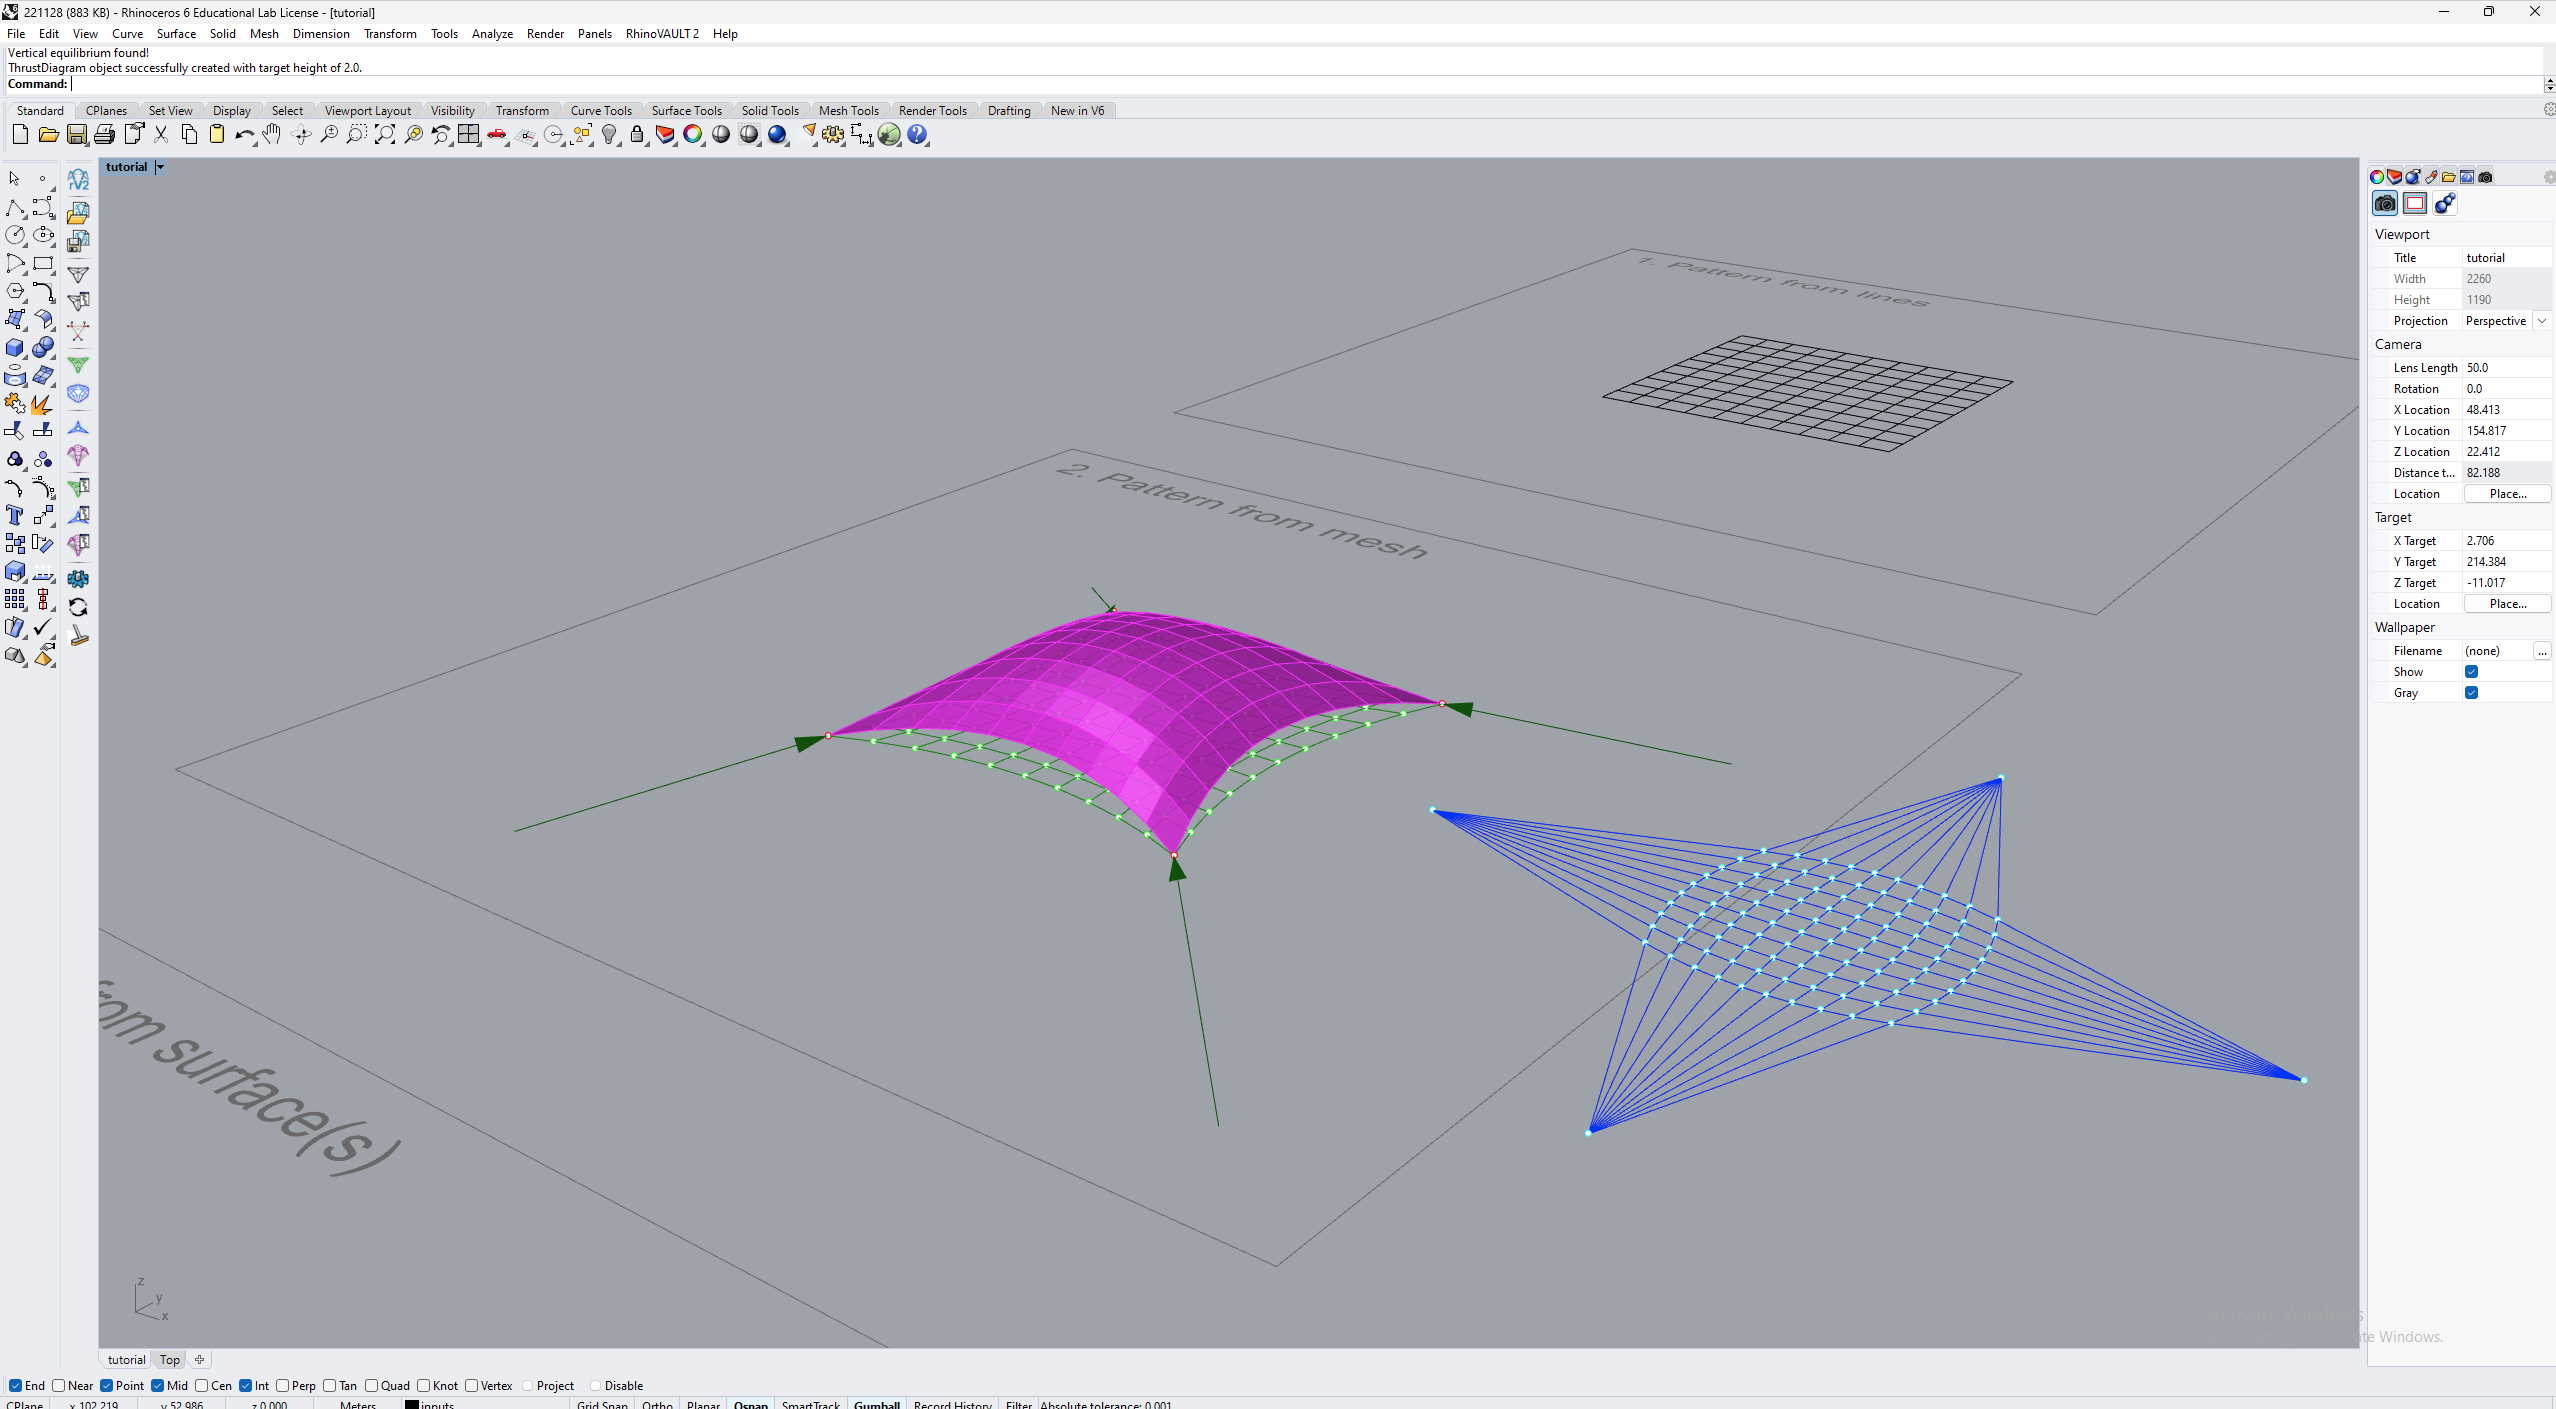 221128 (883 KB) - Rhinoceros 6 Educational Lab License - [tutorial]
File Edit View Curve Surface Solid Mesh Dimension Transform Tools Analyze Render Panels RhinoVAULT 2 Help
Vertical equilibrium found!
ThrustDiagram object successfully created with target height of 2.0.
Command:
Standard CPlanes Set View Display Select Viewport Layout Visibility Transform Curve Tools Surface Tools Solid Tools Mesh Tools Render Tools Drafting New in V6
tutorial
rV2
1. Pattern from lines
2. Pattern from mesh
from surface(s)
z
y
x
Viewport
Title tutorial
Width 2260
Height 1190
Projection Perspective
Camera
Lens Length 50.0
Rotation 0.0
X Location 48.413
Y Location 154.817
Z Location 22.412
Distance t... 82.188
Location Place...
Target
X Target 2.706
Y Target 214.384
Z Target -11.017
Location Place...
Wallpaper
Filename (none) ...
Show
Gray
Activate Windows
te Windows.
tutorial Top
End Near Point Mid Cen Int Perp Tan Quad Knot Vertex Project Disable
CPlane x 102.219 y 52.986 z 0.000 Meters inputs Grid Snap Ortho Planar Osnap SmartTrack Gumball Record History Filter Absolute tolerance: 0.001